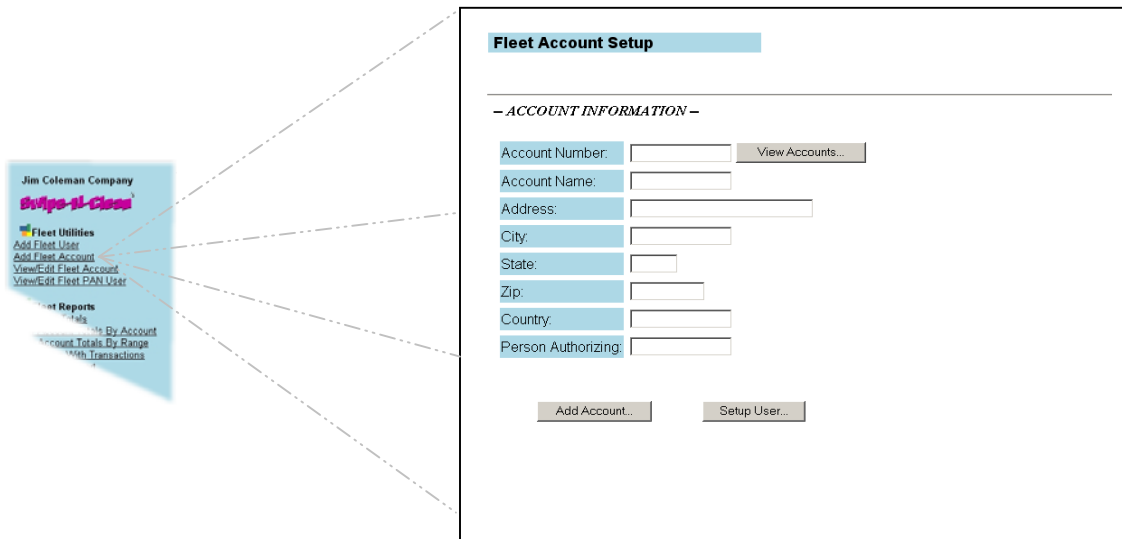 Jim Coleman Company
Swipe-N-Clean
Fleet Utilities
Add Fleet User
Add Fleet Account
View/Edit Fleet Account
View/Edit Fleet PAN User
Reports
By Account
Account Totals By Range
With Transactions
Fleet Account Setup
– ACCOUNT INFORMATION –
Account Number:
View Accounts...
Account Name:
Address:
City:
State:
Zip:
Country:
Person Authorizing:
Add Account...
Setup User...